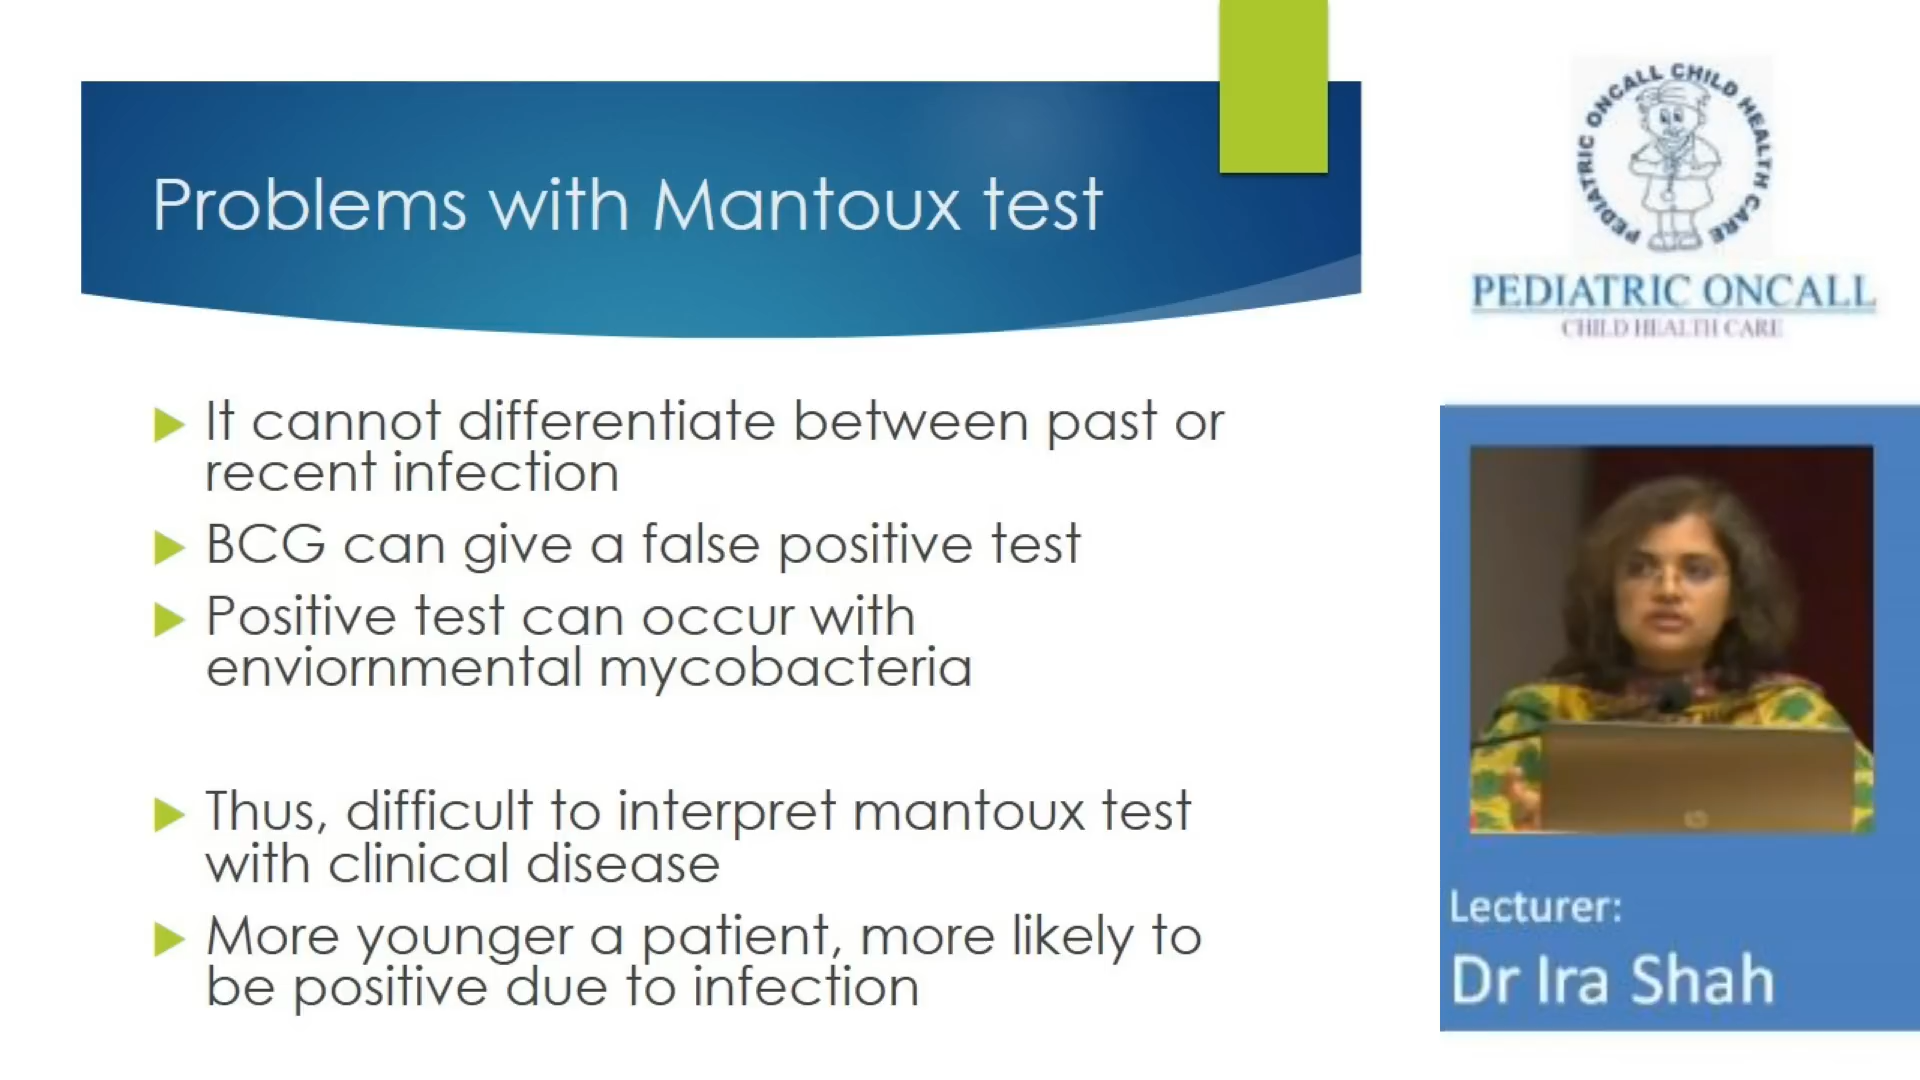 Problems with Mantoux test
It cannot differentiate between past or
recent infection
BCG can give a false positive test
Positive test can occur with
enviornmental mycobacteria
Thus, difficult to interpret mantoux test
with clinical disease
More younger a patient, more likely to
be positive due to infection
PEDIATRIC ONCALL CHILD HEALTH CARE
PEDIATRIC ONCALL
CHILD HEALTH CARE
Lecturer:
Dr Ira Shah